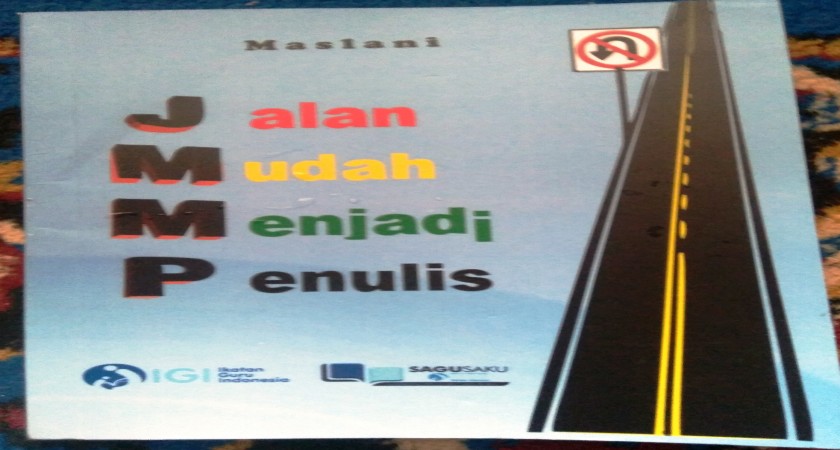 Maslani
Jalan
Mudah
Menjadi
Penulis
IGI Ikatan
Guru
Indonesia
SAGUSAKU